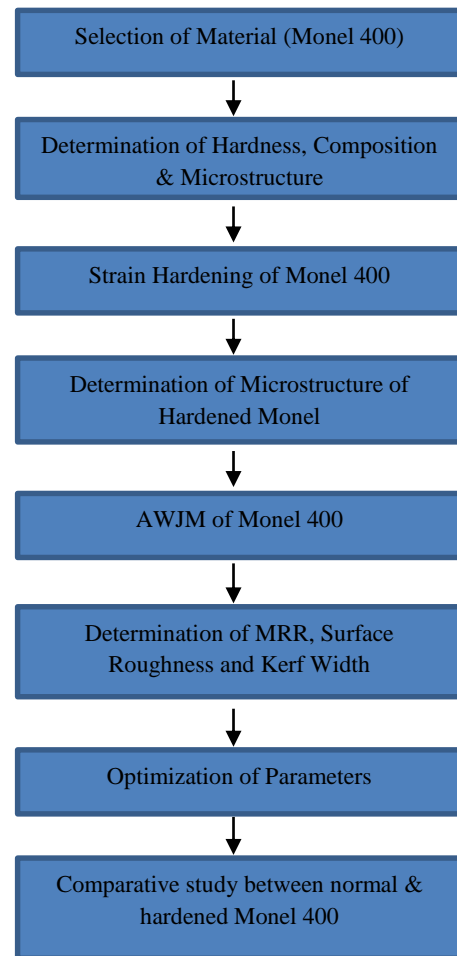 Selection of Material (Monel 400)
Determination of Hardness, Composition
& Microstructure
Strain Hardening of Monel 400
Determination of Microstructure of
Hardened Monel
AWJM of Monel 400
Determination of MRR, Surface
Roughness and Kerf Width
Optimization of Parameters
Comparative study between normal &
hardened Monel 400